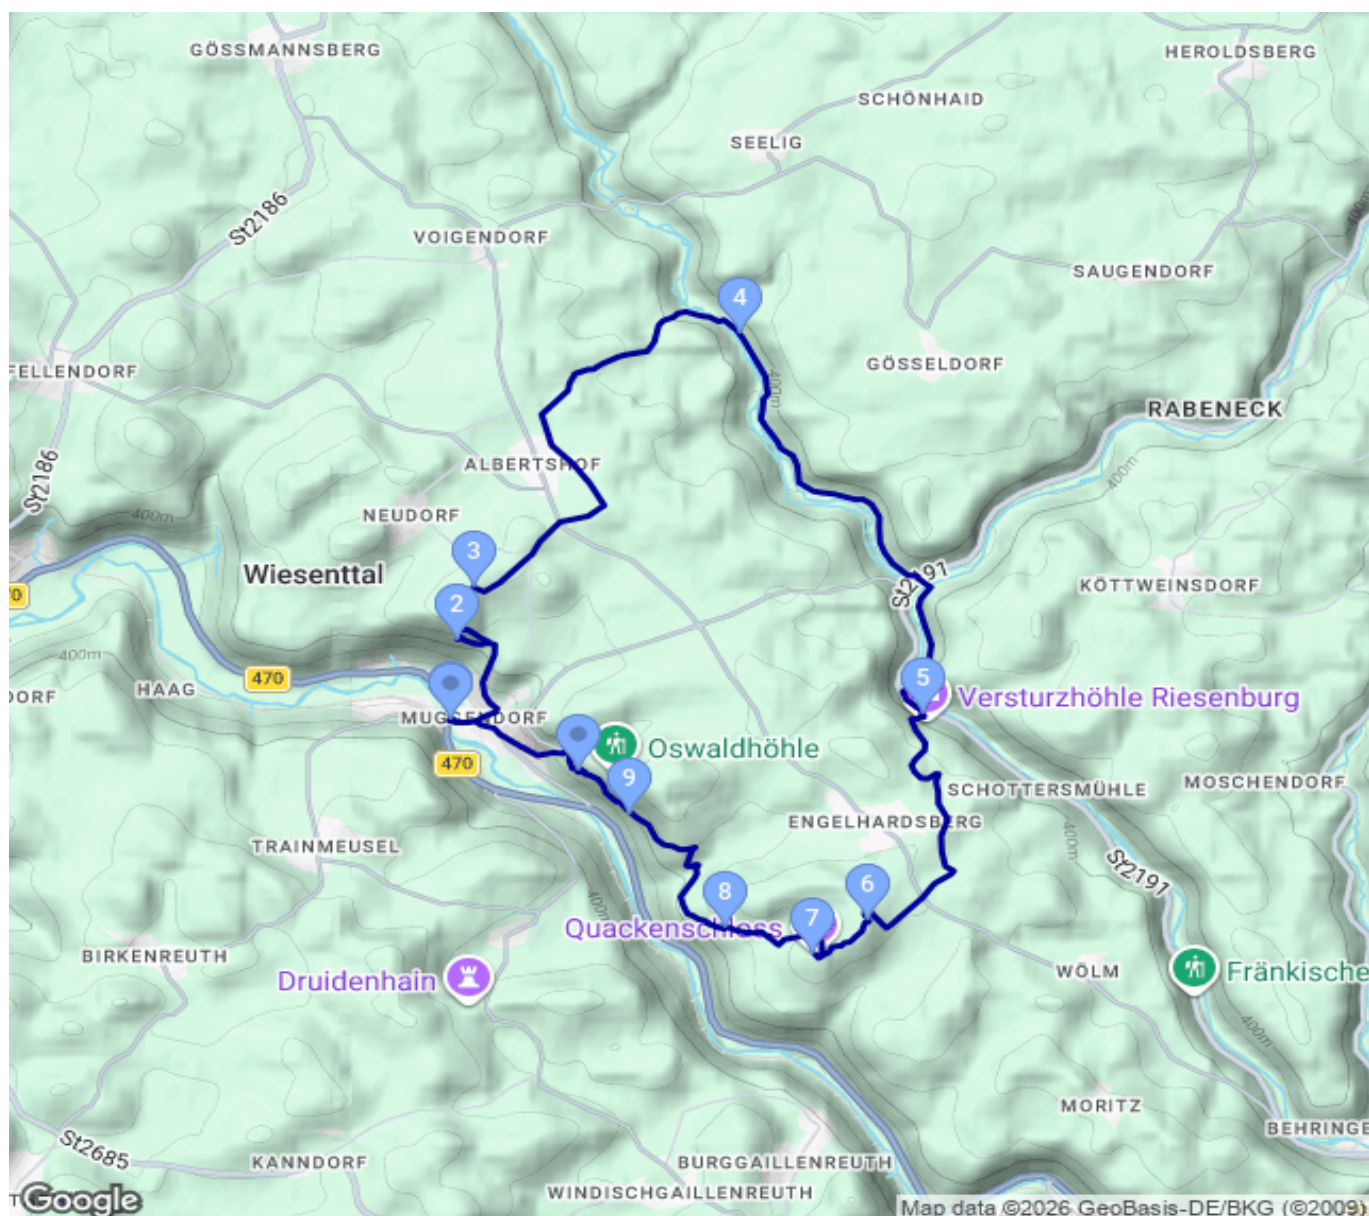 GÖSSMANNSBERG
HEROLDSBERG
SCHÖNHAID
SEELIG
St2186
VOIGENDORF
SAUGENDORF
4
FELLENDORF
GÖSSELDORF
RABENECK
400m
ALBERTSHOF
St2186
400m
400m
NEUDORF
3
Wiesenttal
St2191
KÖTTWEINSDORF
2
400m
470
HAAG
DORF
5
Versturzhöhle Riesenburg
MUGGENDORF
Oswaldhöhle
470
9
SCHOTTERSMÜHLE
MOSCHENDORF
ENGELHARDSBERG
TRAINMEUSEL
400m
St2191
8
6
400m
7
Quackenschloss
BIRKENREUTH
Druidenhain
WÖLM
Fränkische
400m
MORITZ
BEHRINGE
St2685
KANNDORF
BURGGAILLENREUTH
WINDISCHGAILLENREUTH
Google
Map data ©2026 GeoBasis-DE/BKG (©2009)